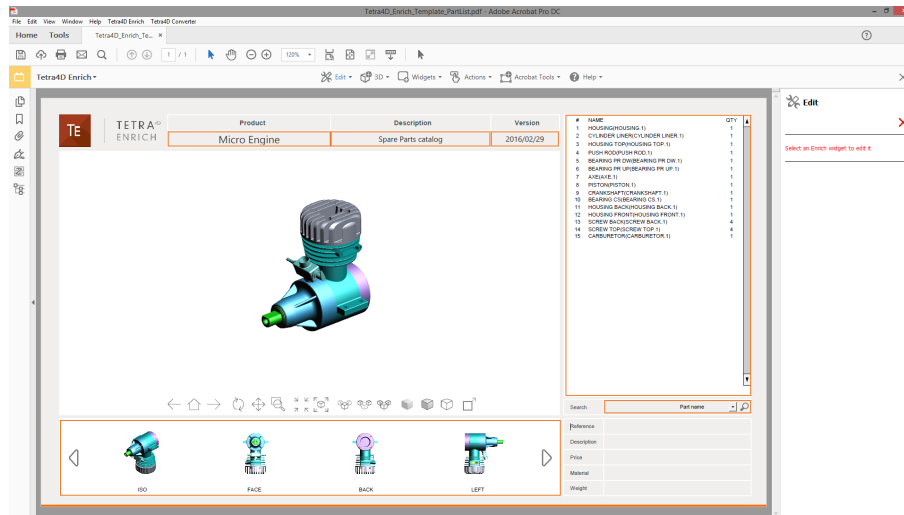 Tetra4D_Enrich_Template_PartList.pdf - Adobe Acrobat Pro DC
File Edit View Window Help Tetra4D Enrich Tetra4D Converter
Home Tools Tetra4D_Enrich_Te... ×
1 / 1 120%
Tetra4D Enrich Edit 3D Widgets Actions Acrobat Tools Help
Edit
Select an Enrich widget to edit it
TE TETRA4D ENRICH
Product Description Version
Micro Engine Spare Parts catalog 2016/02/29
# NAME QTY
1 HOUSING(HOUSING.1) 1
2 CYLINDER LINER(CYLINDER LINER.1) 1
3 HOUSING TOP(HOUSING TOP.1) 1
4 PUSH ROD(PUSH ROD.1) 1
5 BEARING PR DW(BEARING PR DW.1) 1
6 BEARING PR UP(BEARING PR UP.1) 1
7 AXE(AXE.1) 1
8 PISTON(PISTON.1) 1
9 CRANKSHAFT(CRANKSHAFT.1) 1
10 BEARING CS(BEARING CS.1) 1
11 HOUSING BACK(HOUSING BACK.1) 1
12 HOUSING FRONT(HOUSING FRONT.1) 1
13 SCREW BACK(SCREW BACK.1) 4
14 SCREW TOP(SCREW TOP.1) 4
15 CARBURETOR(CARBURETOR.1) 1
Search Part name
Reference
Description
Price
Material
Weight
ISO FACE BACK LEFT